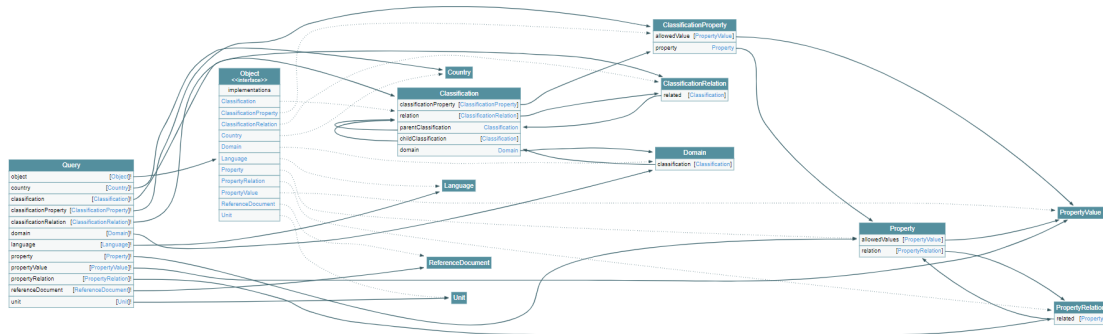 Query
object [Object]!
country [Country]!
classification [Classification]!
classificationProperty [ClassificationProperty]!
classificationRelation [ClassificationRelation]!
domain [Domain]!
language [Language]!
property [Property]!
propertyValue [PropertyValue]!
propertyRelation [PropertyRelation]!
referenceDocument [ReferenceDocument]!
unit [Unit]!
Object
<<interface>>
implementations
Classification
ClassificationProperty
ClassificationRelation
Country
Domain
Language
Property
PropertyRelation
PropertyValue
ReferenceDocument
Unit
Country
Classification
classificationProperty [ClassificationProperty]
relation [ClassificationRelation]
parentClassification Classification
childClassification [Classification]
domain Domain
Language
ReferenceDocument
Unit
ClassificationProperty
allowedValue [PropertyValue]
property Property
ClassificationRelation
related [Classification]
Domain
classification [Classification]
Property
allowedValues [PropertyValue]
relation [PropertyRelation]
PropertyValue
PropertyRelation
related [Property